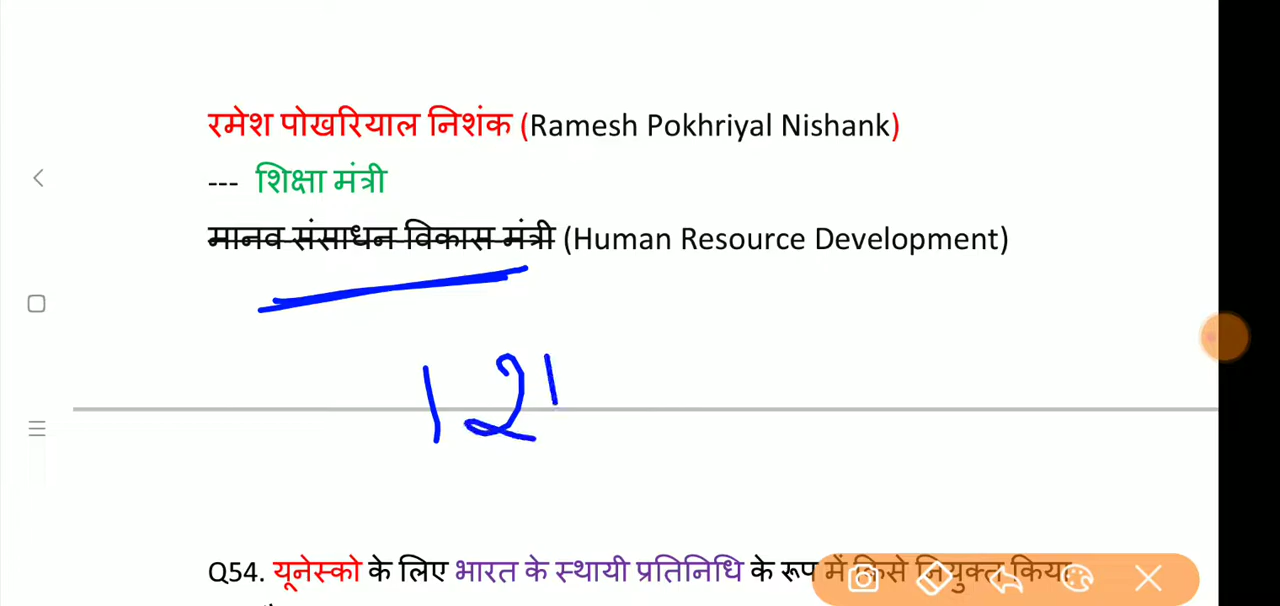 रमेश पोखरियाल निशंक (Ramesh Pokhriyal Nishank)
--- शिक्षा मंत्री
मानव संसाधन विकास मंत्री (Human Resource Development)
121
Q54. यूनेस्को के लिए भारत के स्थायी प्रतिनिधि के रूप में किसे नियुक्त किया